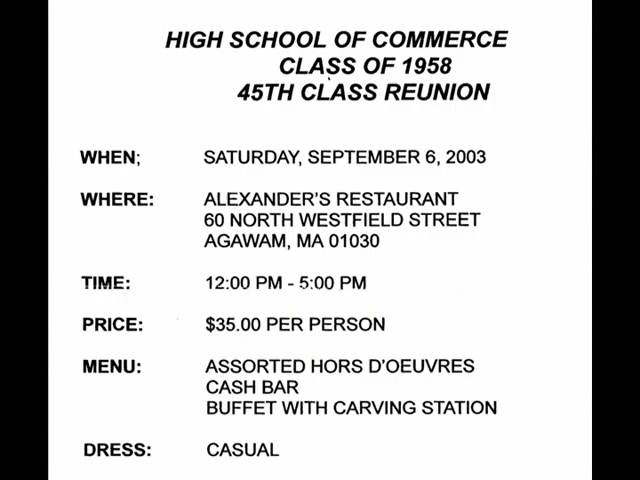 HIGH SCHOOL OF COMMERCE
CLASS OF 1958
45TH CLASS REUNION
WHEN; SATURDAY, SEPTEMBER 6, 2003
WHERE: ALEXANDER'S RESTAURANT
60 NORTH WESTFIELD STREET
AGAWAM, MA 01030
TIME: 12:00 PM - 5:00 PM
PRICE: $35.00 PER PERSON
MENU: ASSORTED HORS D'OEUVRES
CASH BAR
BUFFET WITH CARVING STATION
DRESS: CASUAL